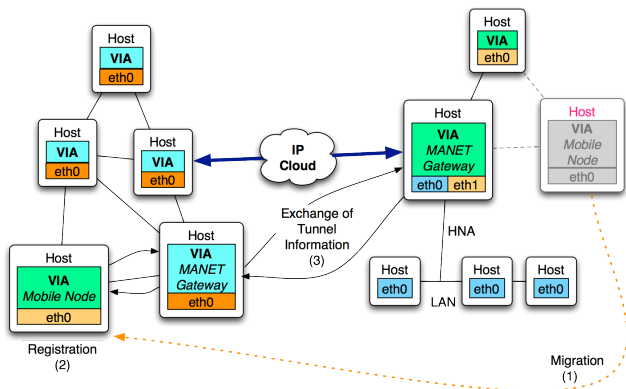 Host
VIA
eth0
Host
VIA
eth0
Host
VIA
eth0
Host
VIA
MANET
Gateway
eth0
Host
VIA
Mobile Node
eth0
Registration
(2)
IP
Cloud
Exchange of
Tunnel
Information
(3)
Host
VIA
eth0
Host
VIA
MANET
Gateway
eth0 eth1
Host
VIA
Mobile
Node
eth0
HNA
Host
eth0
LAN
Host
eth0
Host
eth0
Migration
(1)